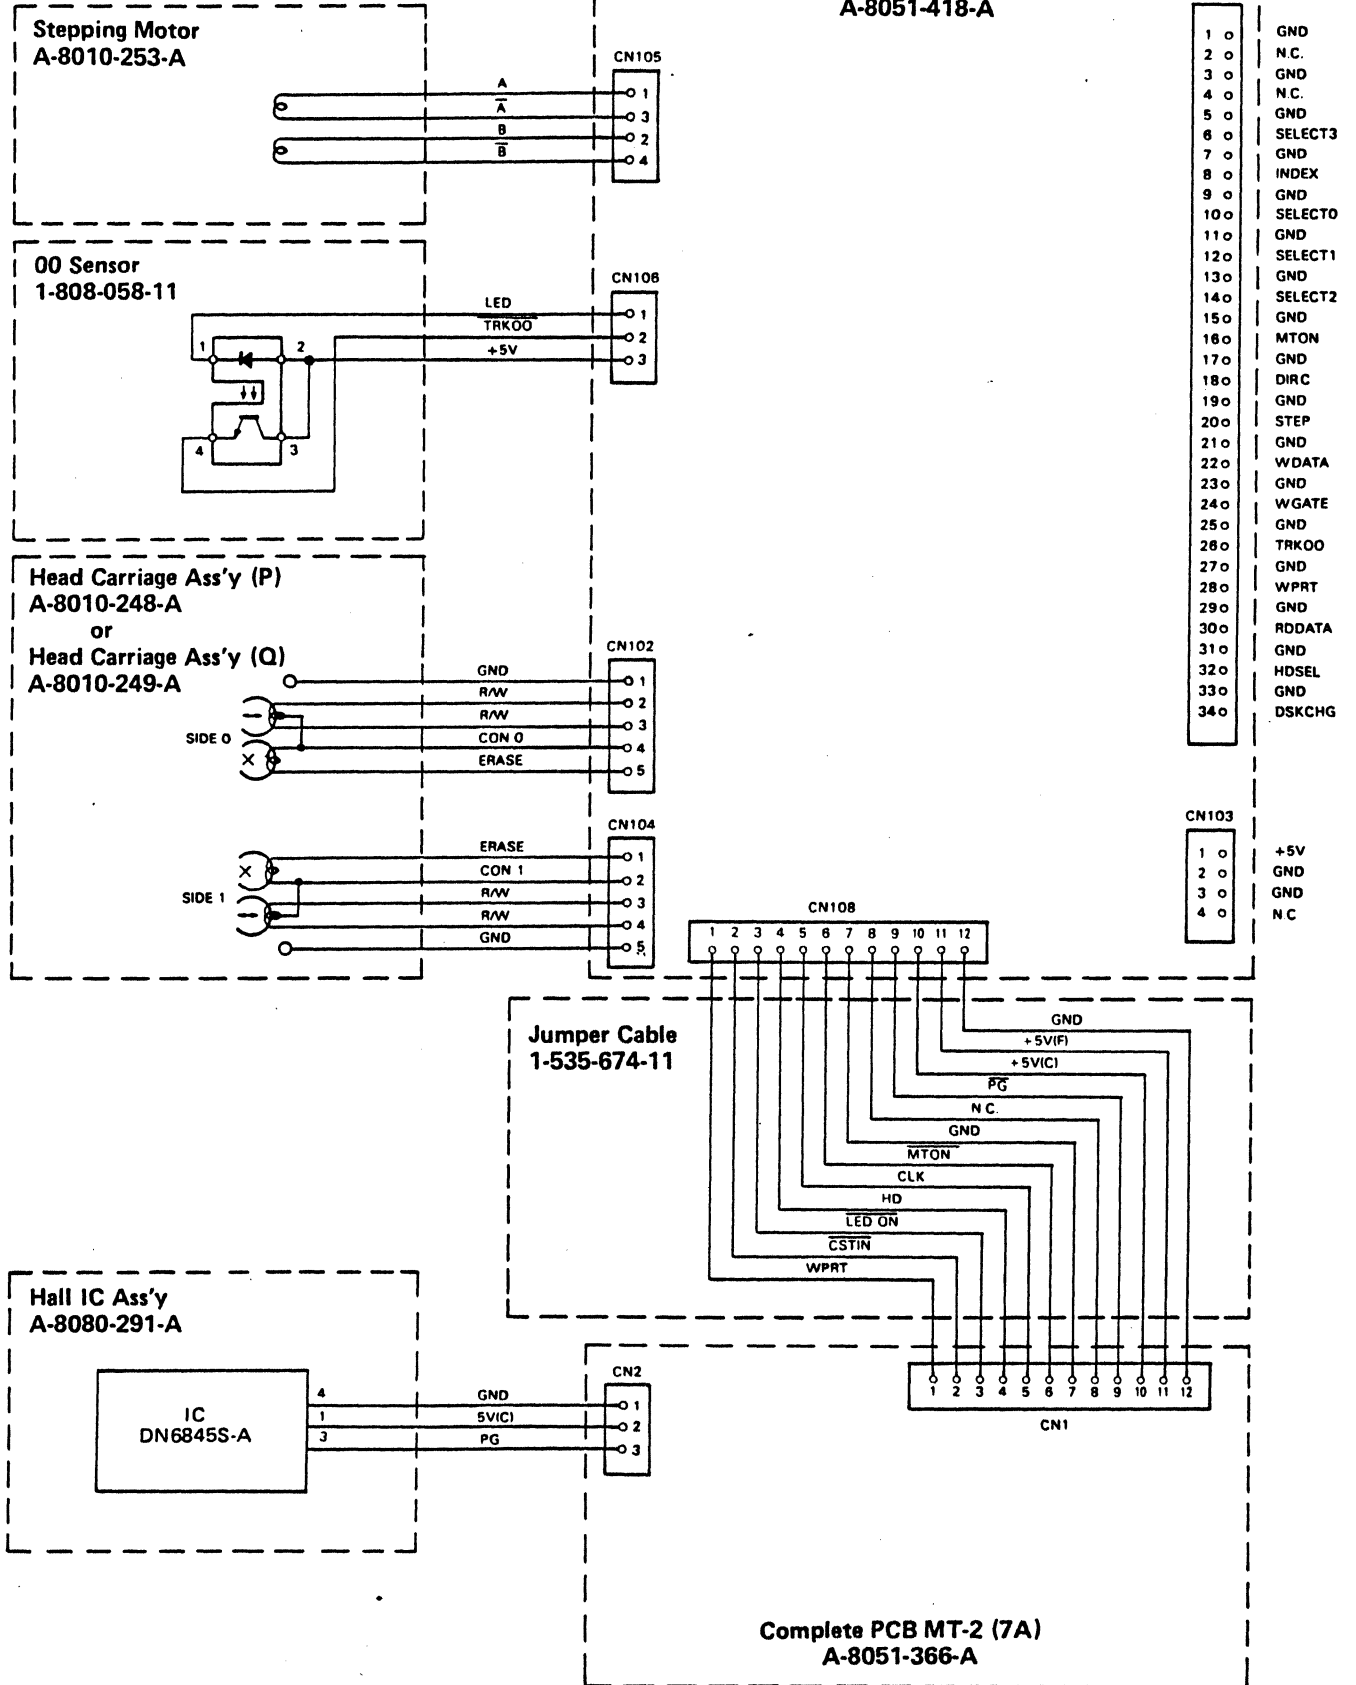 A-8051-418-A
Stepping Motor
A-8010-253-A
A
A
B
B
CN105
1
3
2
4
00 Sensor
1-808-058-11
1
2
3
4
LED
TRK00
+5V
CN106
1
2
3
Head Carriage Ass'y (P)
A-8010-248-A
or
Head Carriage Ass'y (Q)
A-8010-249-A
SIDE 0
GND
R/W
R/W
CON 0
ERASE
CN102
1
2
3
4
5
SIDE 1
ERASE
CON 1
R/W
R/W
GND
CN104
1
2
3
4
5
1 GND
2 N.C.
3 GND
4 N.C.
5 GND
6 SELECT3
7 GND
8 INDEX
9 GND
10 SELECT0
11 GND
12 SELECT1
13 GND
14 SELECT2
15 GND
16 MTON
17 GND
18 DIRC
19 GND
20 STEP
21 GND
22 WDATA
23 GND
24 WGATE
25 GND
26 TRK00
27 GND
28 WPRT
29 GND
30 RDDATA
31 GND
32 HDSEL
33 GND
34 DSKCHG
CN103
1 +5V
2 GND
3 GND
4 N.C
CN108
1 2 3 4 5 6 7 8 9 10 11 12
Jumper Cable
1-535-674-11
GND
+5V(F)
+5V(C)
PG
N.C.
GND
MTON
CLK
HD
LED ON
CSTIN
WPRT
1 2 3 4 5 6 7 8 9 10 11 12
CN1
Hall IC Ass'y
A-8080-291-A
IC
DN6845S-A
4 GND
1 5V(C)
3 PG
CN2
1
2
3
Complete PCB MT-2 (7A)
A-8051-366-A